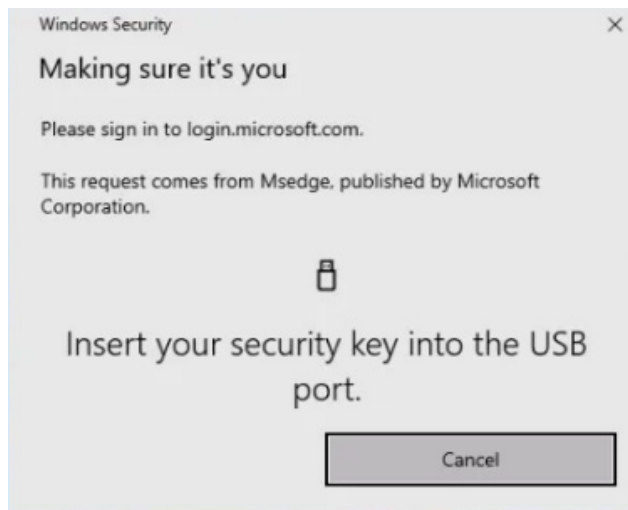 Windows Security
Making sure it's you
Please sign in to login.microsoft.com.
This request comes from Msedge, published by Microsoft
Corporation.
Insert your security key into the USB
port.
Cancel